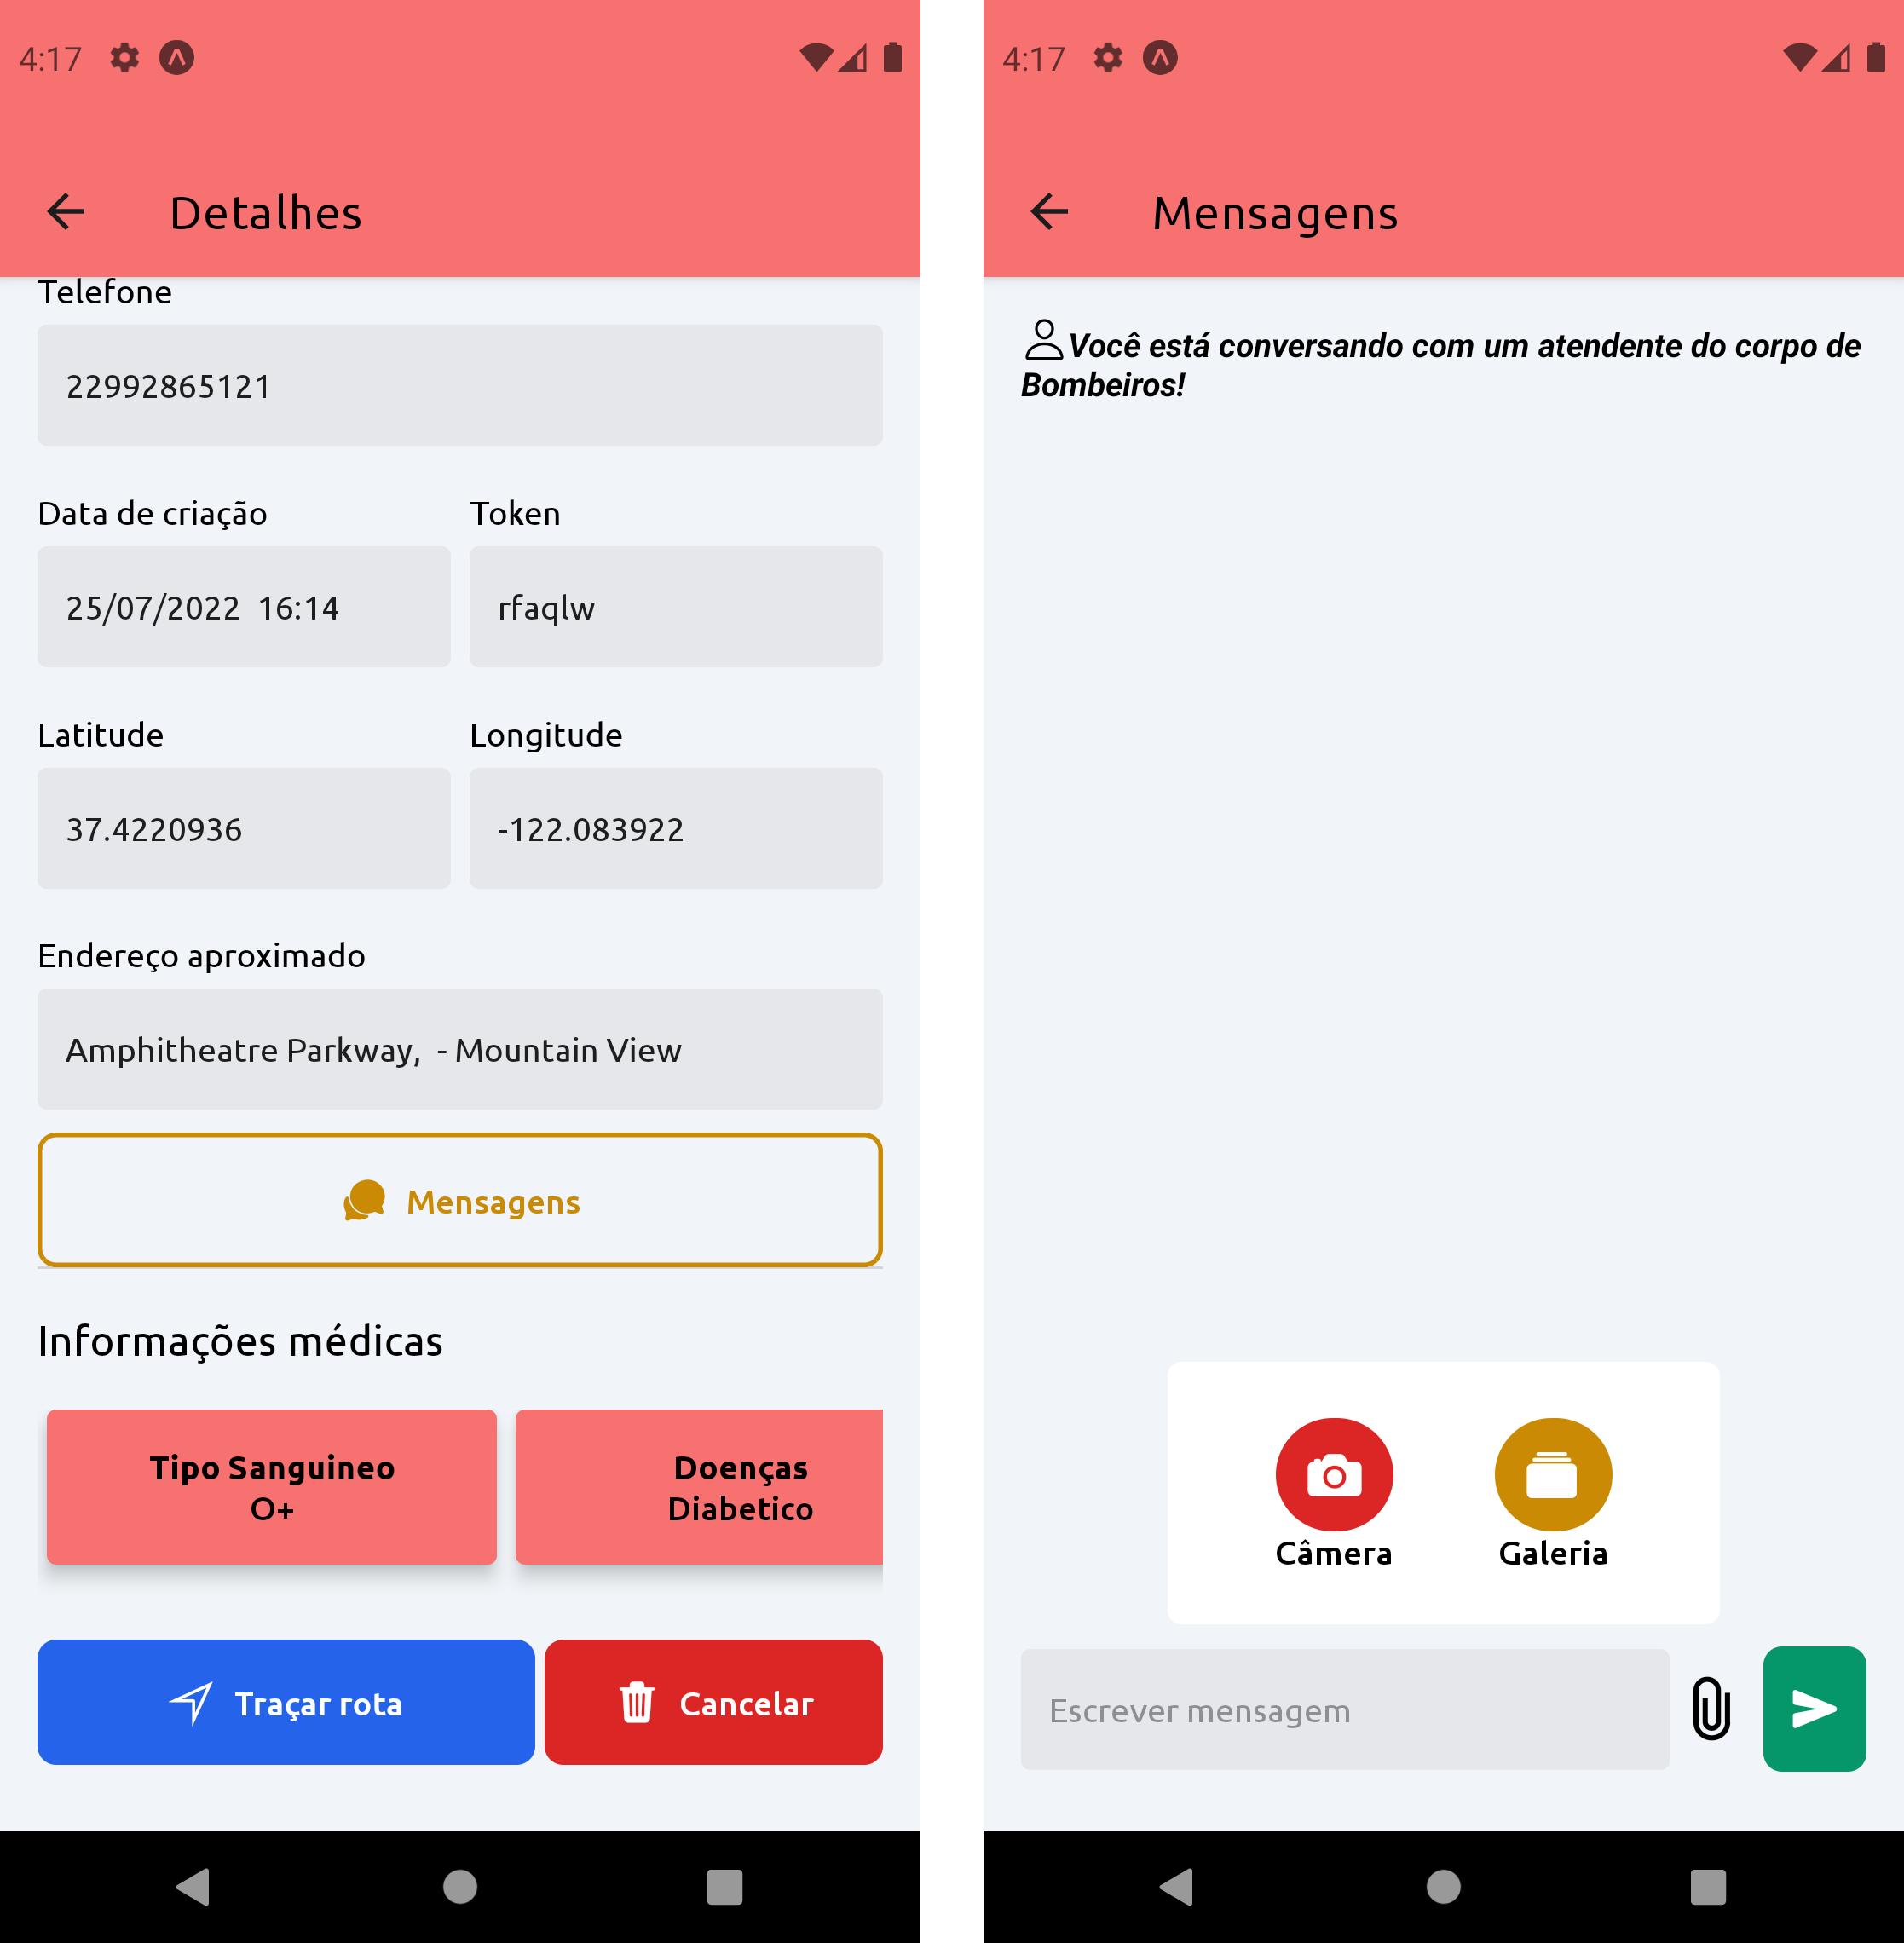 4:17
Detalhes
Telefone
22992865121
Data de criação
Token
25/07/2022  16:14
rfaqlw
Latitude
Longitude
37.4220936
-122.083922
Endereço aproximado
Amphitheatre Parkway,  - Mountain View
Mensagens
Informações médicas
Tipo Sanguineo
O+
Doenças
Diabetico
Traçar rota
Cancelar
4:17
Mensagens
Você está conversando com um atendente do corpo de
Bombeiros!
Câmera
Galeria
Escrever mensagem